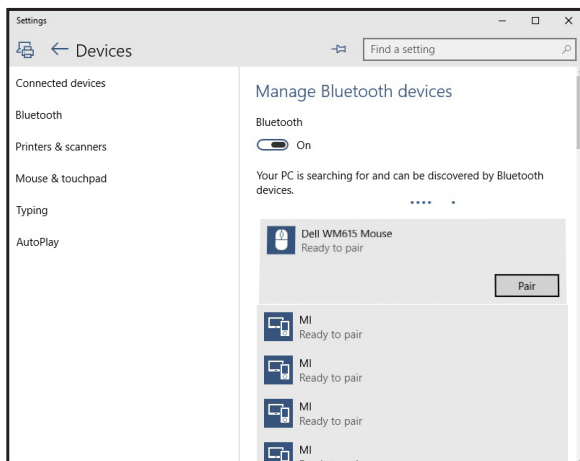 Settings
Devices
Find a setting
Connected devices
Bluetooth
Printers & scanners
Mouse & touchpad
Typing
AutoPlay
Manage Bluetooth devices
Bluetooth
On
Your PC is searching for and can be discovered by Bluetooth
devices.
Dell WM615 Mouse
Ready to pair
Pair
MI
Ready to pair
MI
Ready to pair
MI
Ready to pair
MI